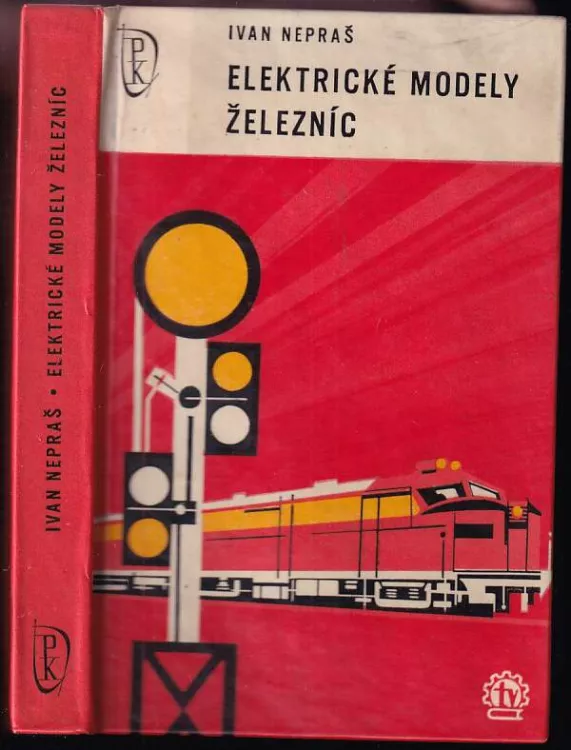 IVAN NEPRAŠ
ELEKTRICKÉ MODELY
ŽELEZNÍC
PK
IVAN NEPRAŠ • ELEKTRICKÉ MODELY ŽELEZNÍC
PK
tv